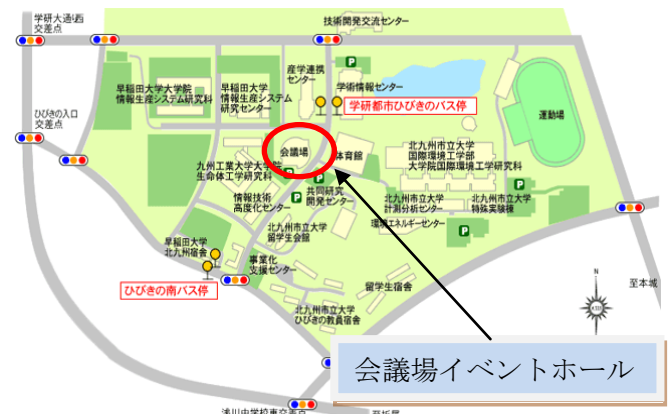 学研大通り西
交差点
技術開発交流センター
産学連携
センター
学術情報センター
早稲田大学大学院
情報生産システム研究科
早稲田大学
情報生産システム
研究センター
P
学研都市ひびきのバス停
運動場
ひびきの入口
交差点
会議場
体育館
北九州市立大学
国際環境工学部
大学院国際環境工学研究科
九州工業大学大学院
生命体工学研究科
P
P
P
P
情報技術
高度化センター
共同研究
開発センター
北九州市立大学
計測分析センター
北九州市立大学
特殊実験棟
P
環境エネルギーセンター
北九州市立大学
留学生会館
早稲田大学
北九州宿舎
事業化
支援センター
ひびきの南バス停
留学生宿舎
北九州市立大学
ひびきの教員宿舎
N
至本城
会議場イベントホール